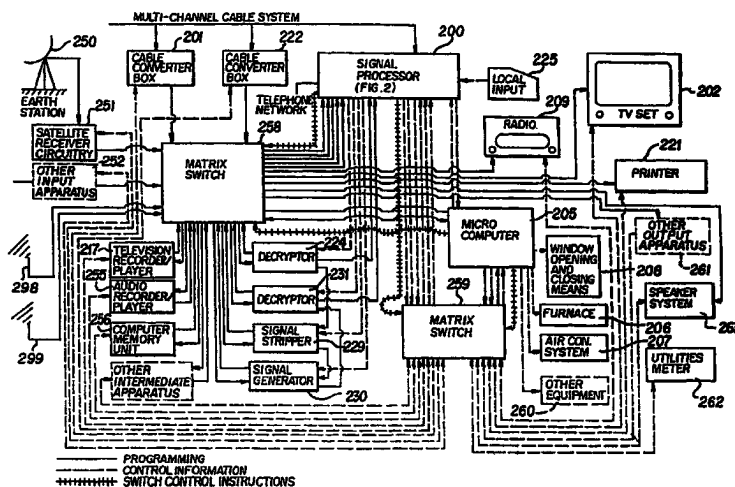 MULTI-CHANNEL CABLE SYSTEM
250
201
222
200
CABLE
CONVERTER
BOX
CABLE
CONVERTER
BOX
SIGNAL
PROCESSOR
(FIG.2)
225
LOCAL
INPUT
209
RADIO.
TV SET
202
EARTH
STATION
251
TELEPHONE
NETWORK
258
SATELLITE
RECEIVER
CIRCUITRY
252
OTHER
INPUT
APPARATUS
MATRIX
SWITCH
221
PRINTER
205
MICRO
COMPUTER
OTHER
OUTPUT
APPARATUS
261
298
217
TELEVISION
RECORDER/
PLAYER
255
AUDIO
RECORDER/
PLAYER
256
COMPUTER
MEMORY
UNIT
OTHER
INTERMEDIATE
APPARATUS
299
224
DECRYPTOR
231
DECRYPTOR
SIGNAL
STRIPPER
229
SIGNAL
GENERATOR
230
259
MATRIX
SWITCH
WINDOW
OPENING
AND
CLOSING
MEANS
208
FURNACE
206
AIR CON.
SYSTEM
207
OTHER
EQUIPMENT
260
SPEAKER
SYSTEM
UTILITIES
METER
262
PROGRAMMING
CONTROL INFORMATION
SWITCH CONTROL INSTRUCTIONS